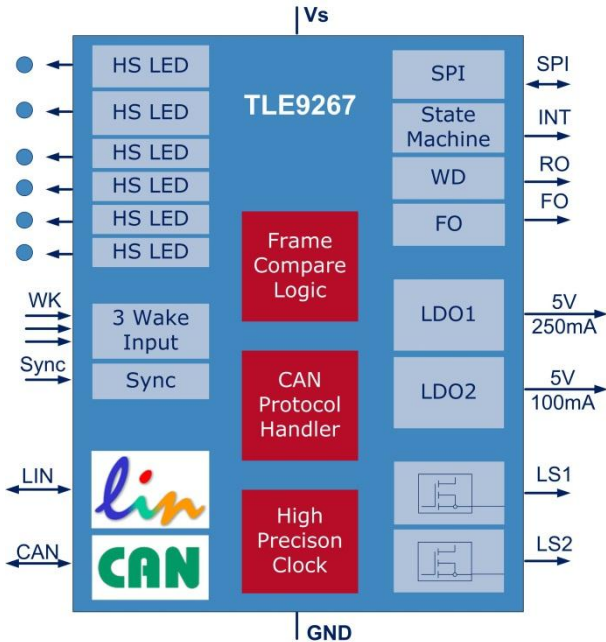 Vs
HS LED
HS LED
HS LED
HS LED
HS LED
HS LED
WK
3 Wake
Input
Sync
Sync
LIN
lin
CAN
CAN
TLE9267
Frame
Compare
Logic
CAN
Protocol
Handler
High
Precison
Clock
SPI
SPI
State
Machine
INT
WD
RO
FO
FO
LDO1
5V
250mA
LDO2
5V
100mA
LS1
LS2
GND